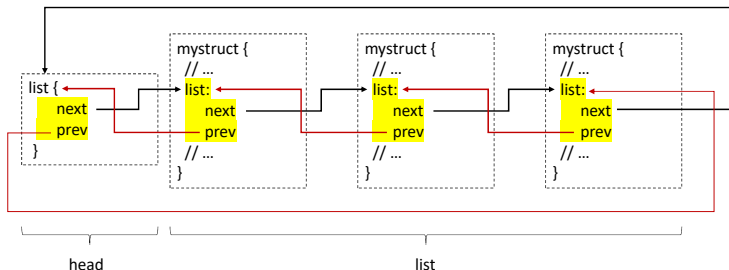 list {
next
prev
}
mystruct {
// ...
list:
next
prev
// ...
}
mystruct {
// ...
list:
next
prev
// ...
}
mystruct {
// ...
list:
next
prev
// ...
}
head
list